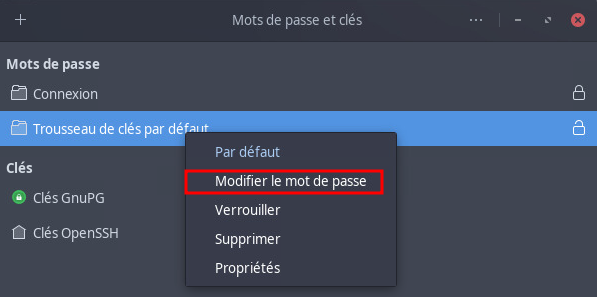 Mots de passe et clés
Mots de passe
Connexion
Trousseau de clés par défaut
Par défaut
Modifier le mot de passe
Verrouiller
Supprimer
Propriétés
Clés
Clés GnuPG
Clés OpenSSH